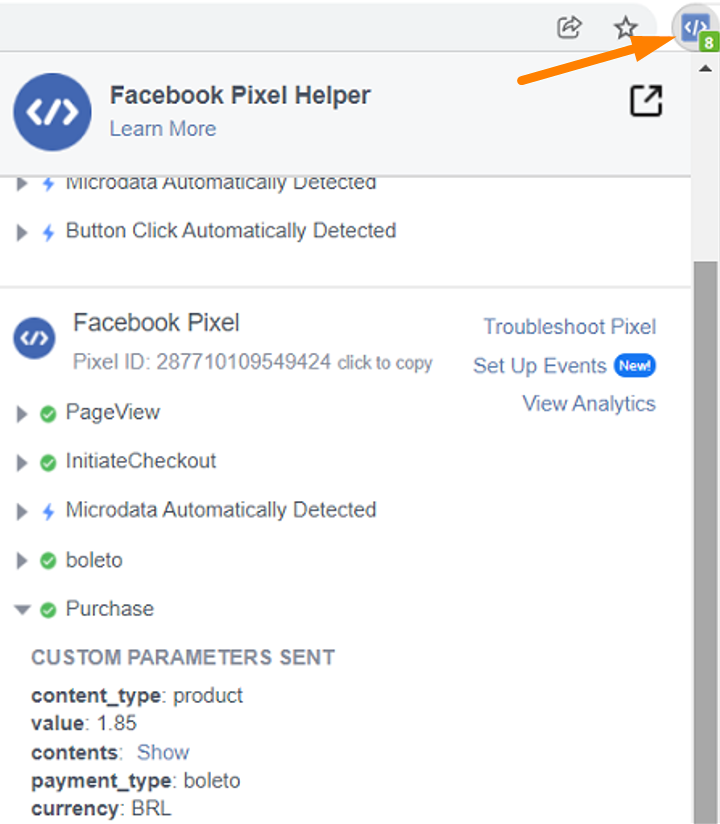 8
Facebook Pixel Helper
Learn More
Microdata Automatically Detected
Button Click Automatically Detected
Facebook Pixel
Troubleshoot Pixel
Pixel ID: 287710109549424 click to copy
Set Up Events New!
View Analytics
PageView
InitiateCheckout
Microdata Automatically Detected
boleto
Purchase
CUSTOM PARAMETERS SENT
content_type: product
value: 1.85
contents: Show
payment_type: boleto
currency: BRL